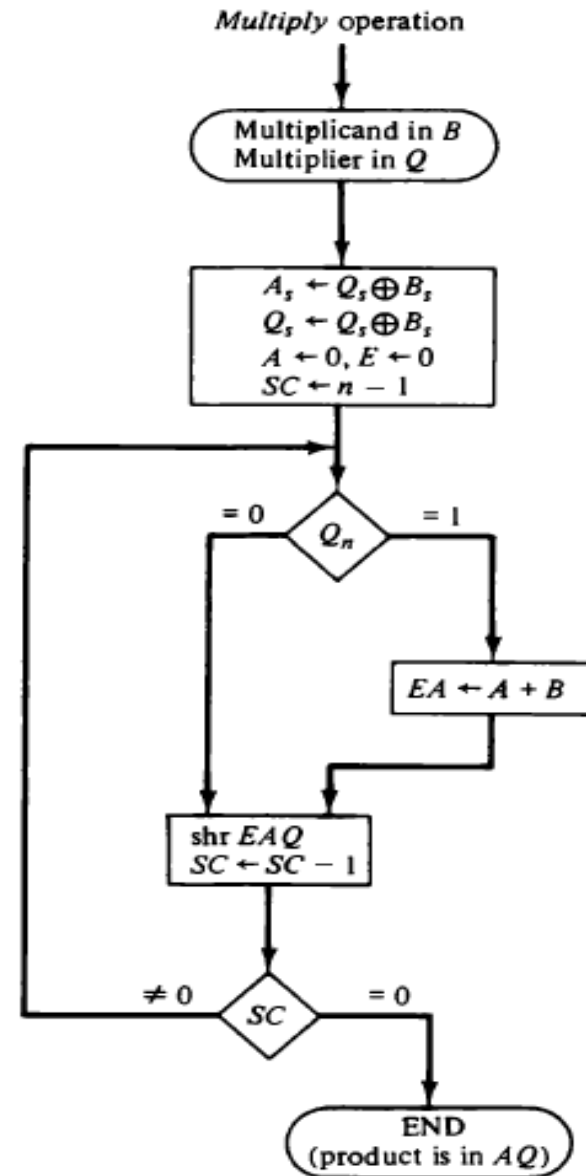 Multiply operation
Multiplicand in B
Multiplier in Q
A_s ← Q_s ⊕ B_s
Q_s ← Q_s ⊕ B_s
A ← 0, E ← 0
SC ← n − 1
= 0
Q_n
= 1
EA ← A + B
shr EAQ
SC ← SC − 1
≠ 0
SC
= 0
END
(product is in AQ)